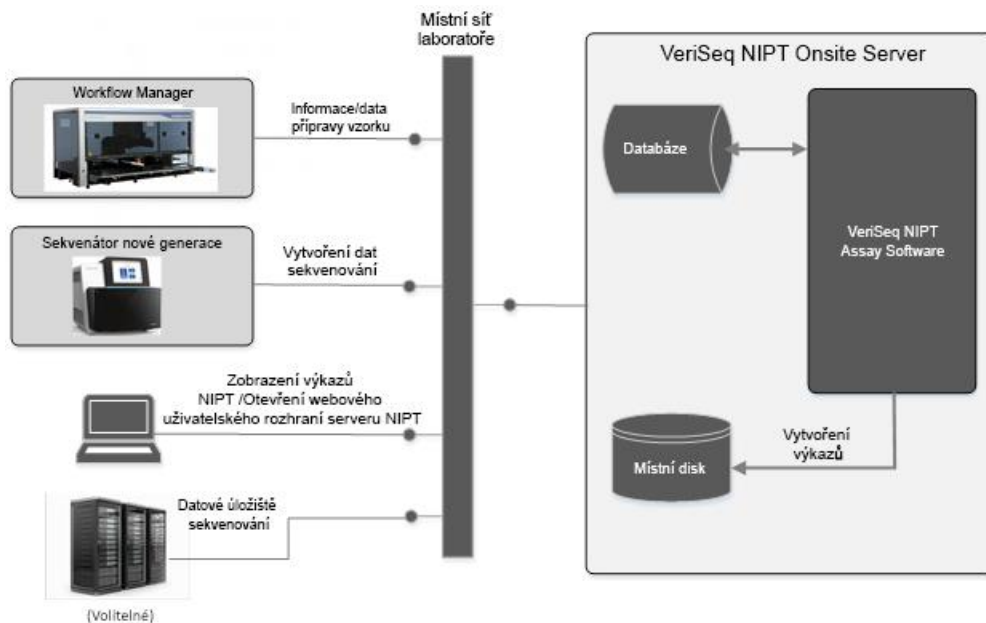 Místní síť
laboratoře
VeriSeq NIPT Onsite Server
Workflow Manager
Informace/data
přípravy vzorku
Databáze
VeriSeq NIPT
Assay Software
Sekvenátor nové generace
Vytvoření dat
sekvenování
Zobrazení výkazů
NIPT /Otevření webového
uživatelského rozhraní serveru NIPT
Vytvoření
výkazů
Místní disk
Datové úložiště
sekvenování
(Volitelné)